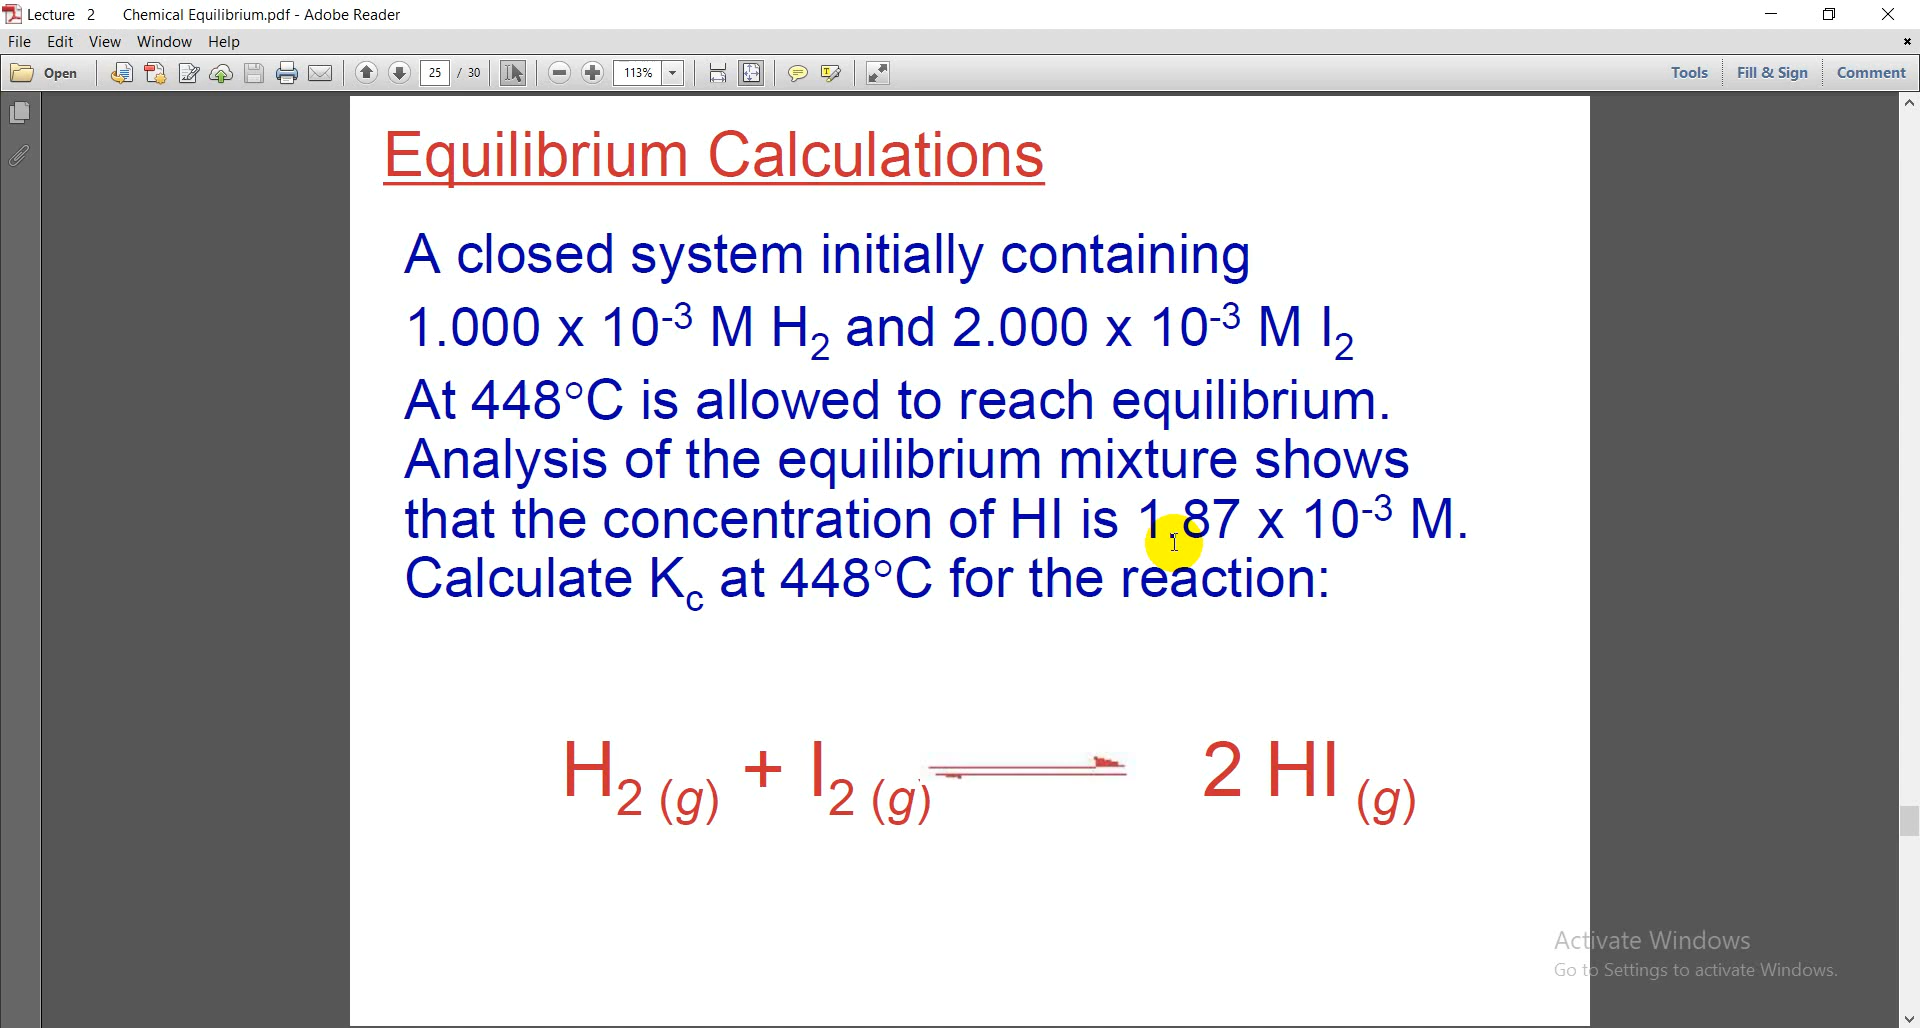 Lecture 2 Chemical Equilibrium.pdf - Adobe Reader
File Edit View Window Help
Open 25 / 30 113% Tools Fill & Sign Comment
Equilibrium Calculations
A closed system initially containing
1.000 x 10⁻³ M H₂ and 2.000 x 10⁻³ M I₂
At 448°C is allowed to reach equilibrium.
Analysis of the equilibrium mixture shows
that the concentration of HI is 1.87 x 10⁻³ M.
Calculate K꜀ at 448°C for the reaction:
H₂ (g) + I₂ (g) ⇌ 2 HI (g)
Activate Windows
Go to Settings to activate Windows.